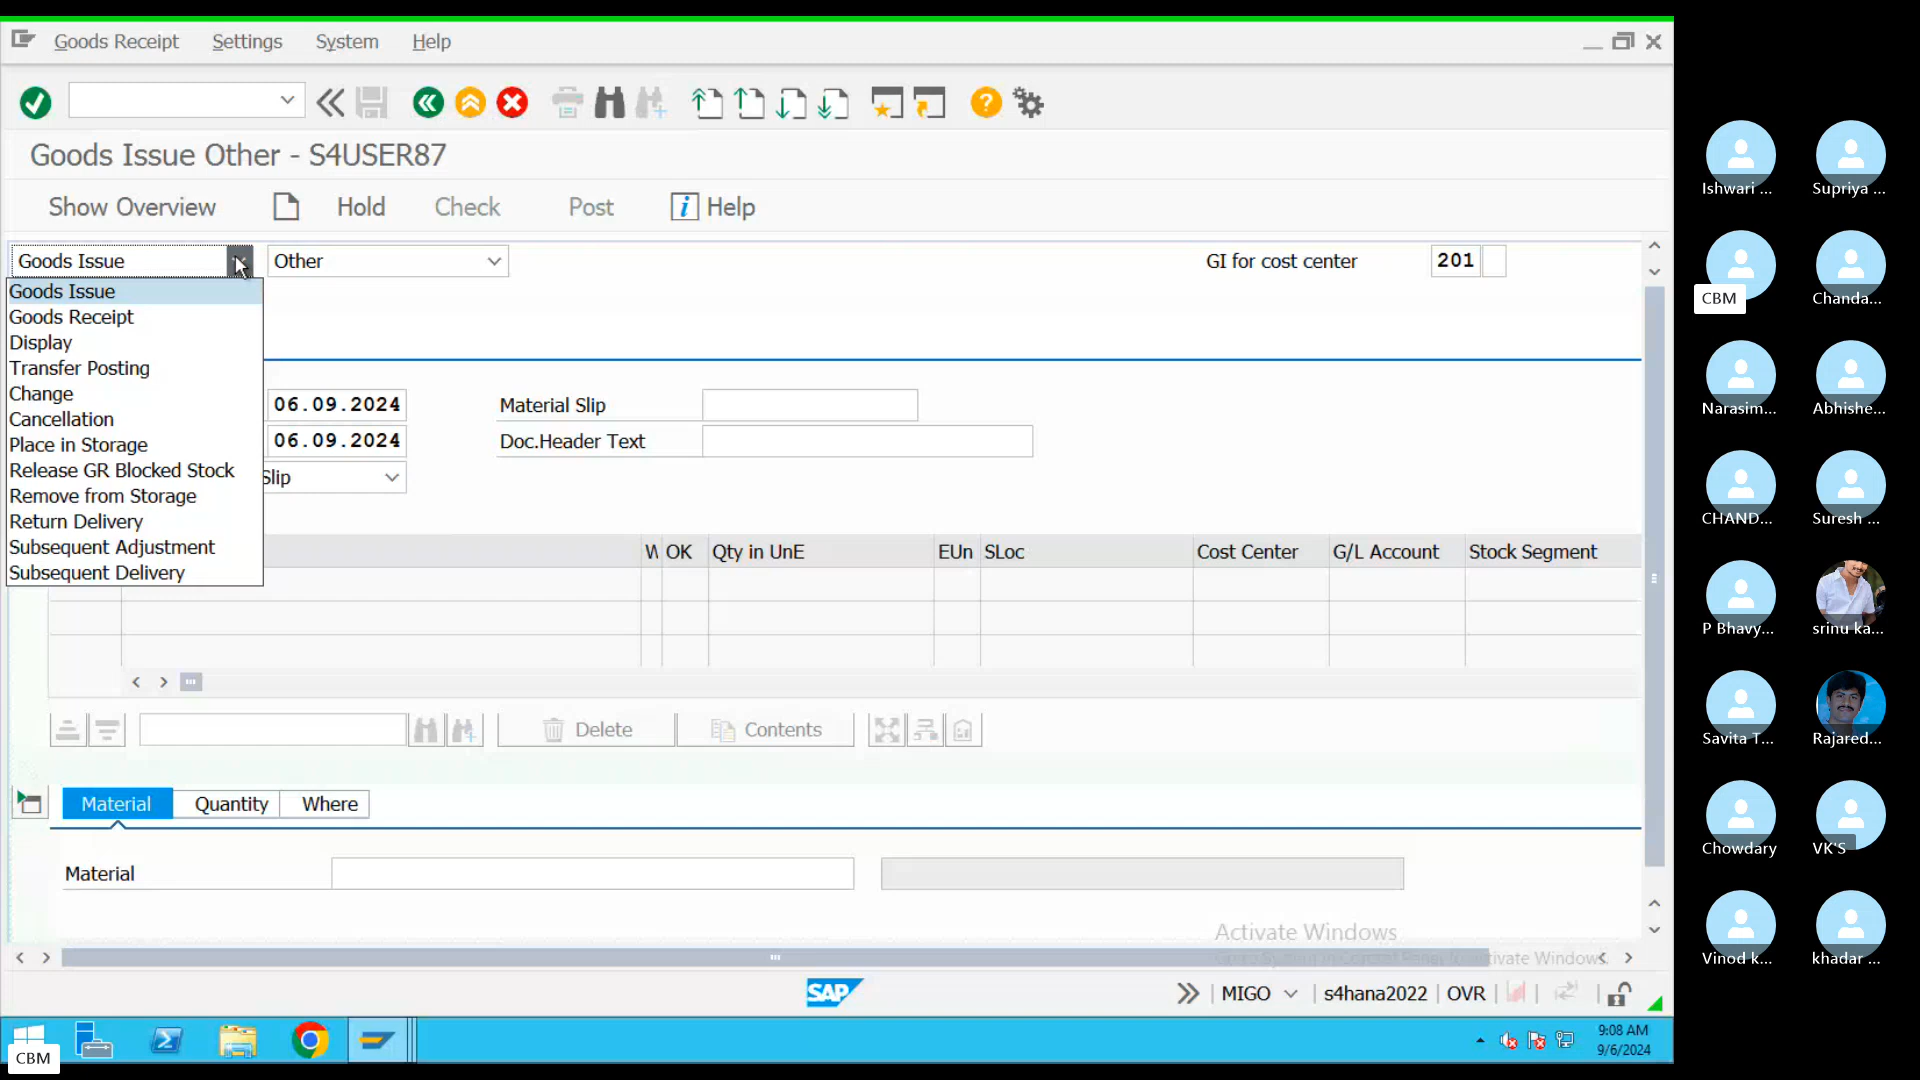 Goods Receipt Settings System Help
Goods Issue Other - S4USER87
Show Overview Hold Check Post i Help
Goods Issue Other GI for cost center 201
Goods Issue
Goods Receipt
Display
Transfer Posting
Change
Cancellation
Place in Storage
Release GR Blocked Stock
Remove from Storage
Return Delivery
Subsequent Adjustment
Subsequent Delivery
06.09.2024 Material Slip
06.09.2024 Doc.Header Text
Slip
W OK Qty in UnE EUn SLoc Cost Center G/L Account Stock Segment
Delete Contents
Material Quantity Where
Material
Activate Windows
SAP MIGO s4hana2022 OVR
9:08 AM
9/6/2024
CBM
Ishwari ... Supriya ...
CBM Chanda...
Narasim... Abhishe...
CHAND... Suresh ...
P Bhavy... srinu ka...
Savita T... Rajared...
Chowdary VK'S
Vinod k... khadar ...